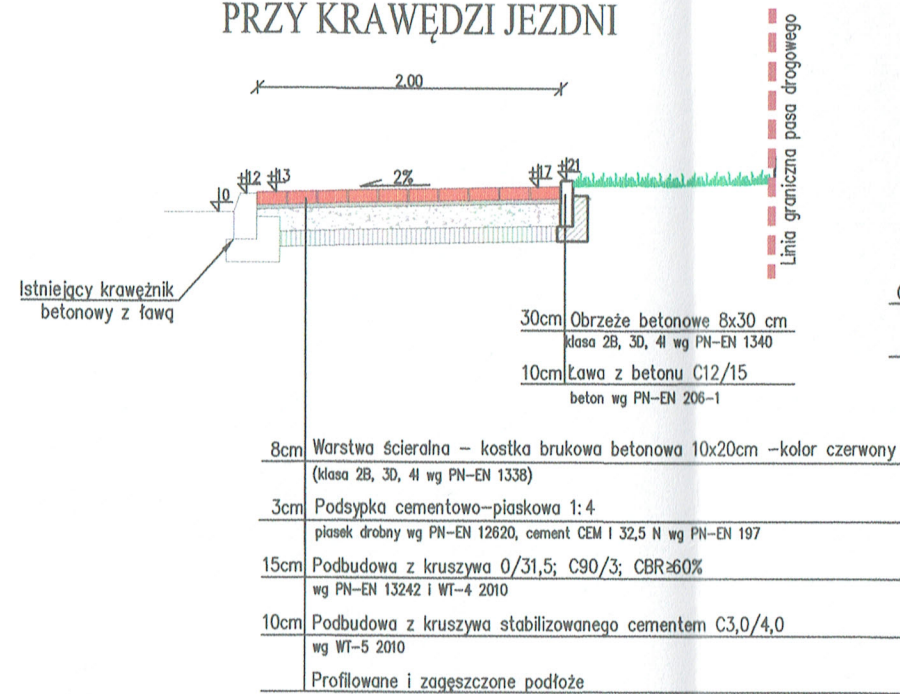 PRZY KRAWĘDZI JEZDNI
2.00
Linia graniczna pasa drogowego
0
+12
+13
2%
+17
+21
Istniejący krawężnik
betonowy z ławą
30cm Obrzeże betonowe 8x30 cm
klasa 2B, 3D, 4I wg PN-EN 1340
10cm Ława z betonu C12/15
beton wg PN-EN 206-1
8cm Warstwa ścieralna – kostka brukowa betonowa 10x20cm –kolor czerwony
(klasa 2B, 3D, 4I wg PN-EN 1338)
3cm Podsypka cementowo-piaskowa 1:4
piasek drobny wg PN-EN 12620, cement CEM I 32,5 N wg PN-EN 197
15cm Podbudowa z kruszywa 0/31,5; C90/3; CBR≥60%
wg PN-EN 13242 i WT-4 2010
10cm Podbudowa z kruszywa stabilizowanego cementem C3,0/4,0
wg WT-5 2010
Profilowane i zagęszczone podłoże